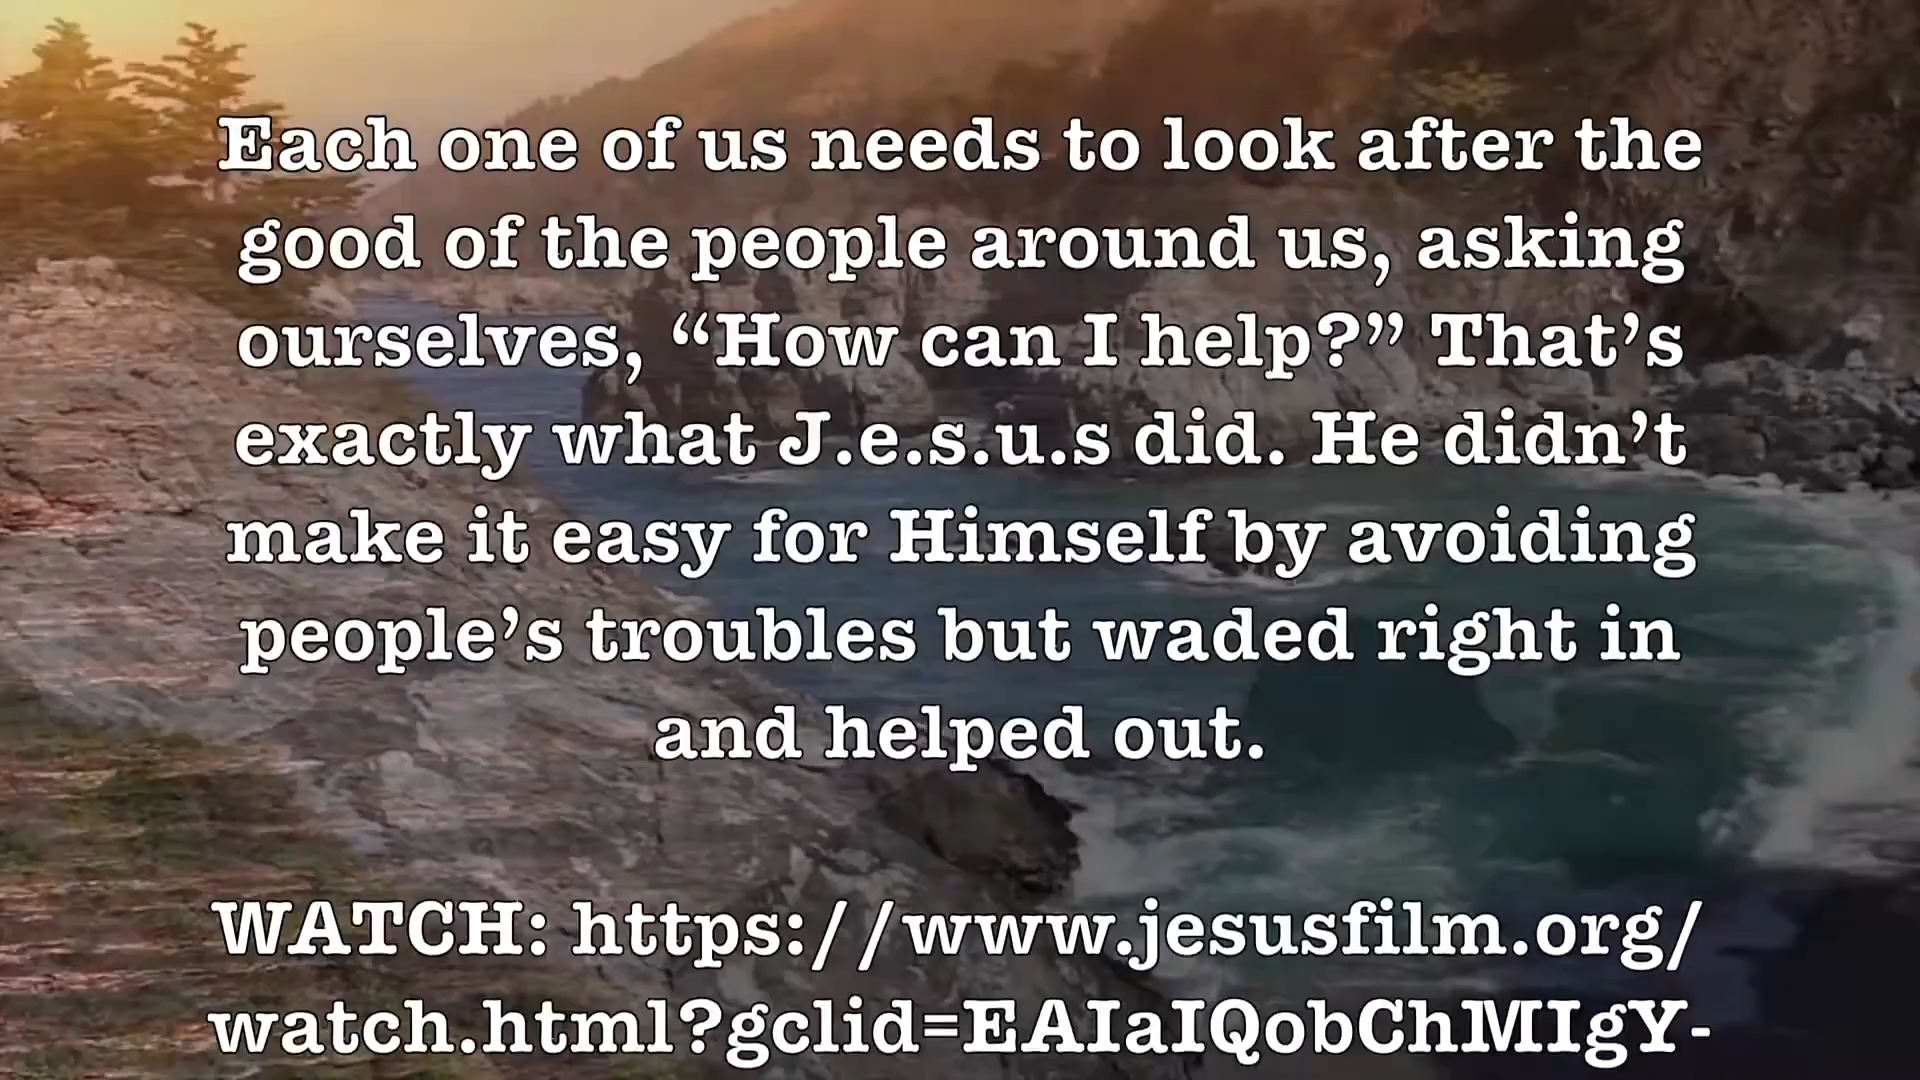 Each one of us needs to look after the
good of the people around us, asking
ourselves, “How can I help?” That’s
exactly what J.e.s.u.s did. He didn’t
make it easy for Himself by avoiding
people’s troubles but waded right in
and helped out.
WATCH: https://www.jesusfilm.org/
watch.html?gclid=EAIaIQobChMIgY-